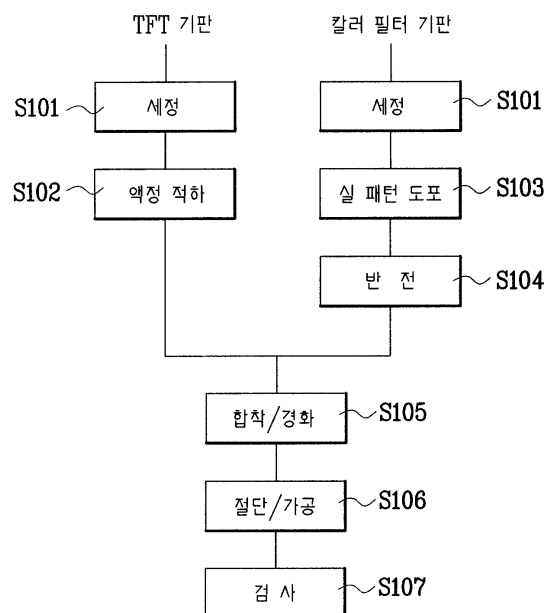 TFT 기판
칼러 필터 기판
S101
세정
세정
S101
S102
액정 적하
실 패턴 도포
S103
반 전
S104
합착/경화
S105
절단/가공
S106
검 사
S107